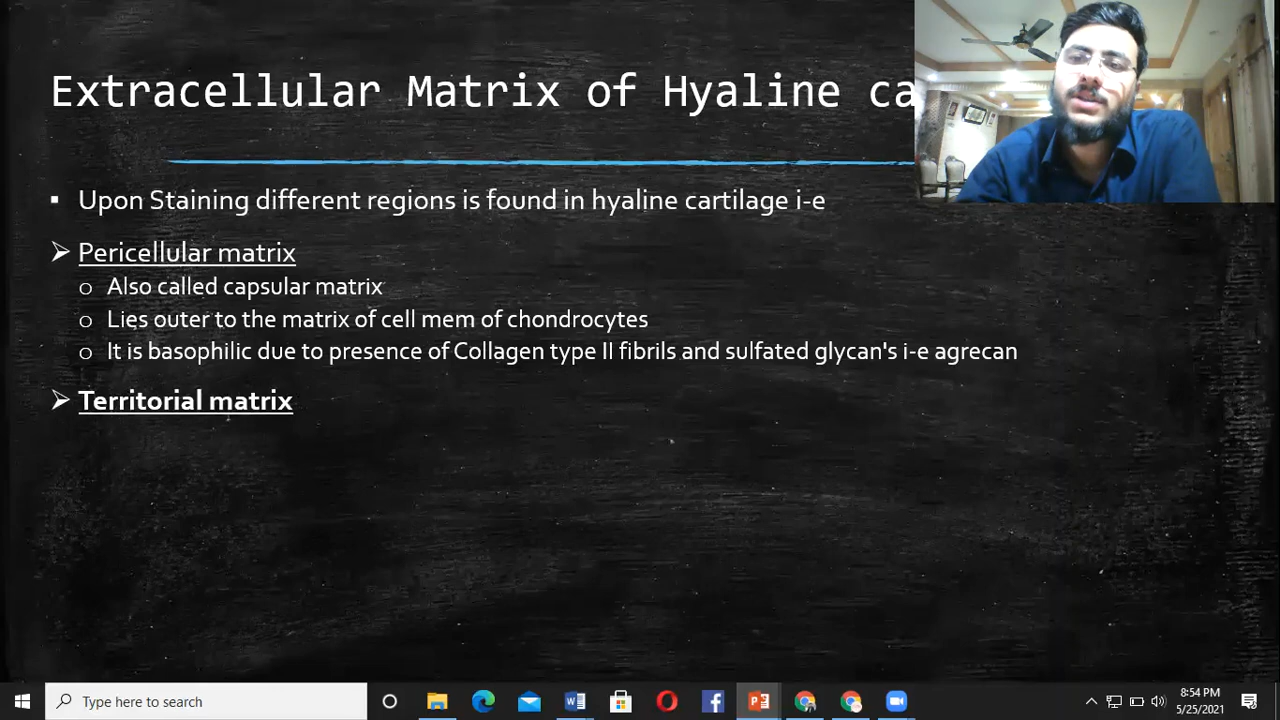 Extracellular Matrix of Hyaline ca
▪ Upon Staining different regions is found in hyaline cartilage i-e
➢ Pericellular matrix
o Also called capsular matrix
o Lies outer to the matrix of cell mem of chondrocytes
o It is basophilic due to presence of Collagen type II fibrils and sulfated glycan's i-e agrecan
➢ Territorial matrix
Type here to search
8:54 PM
5/25/2021